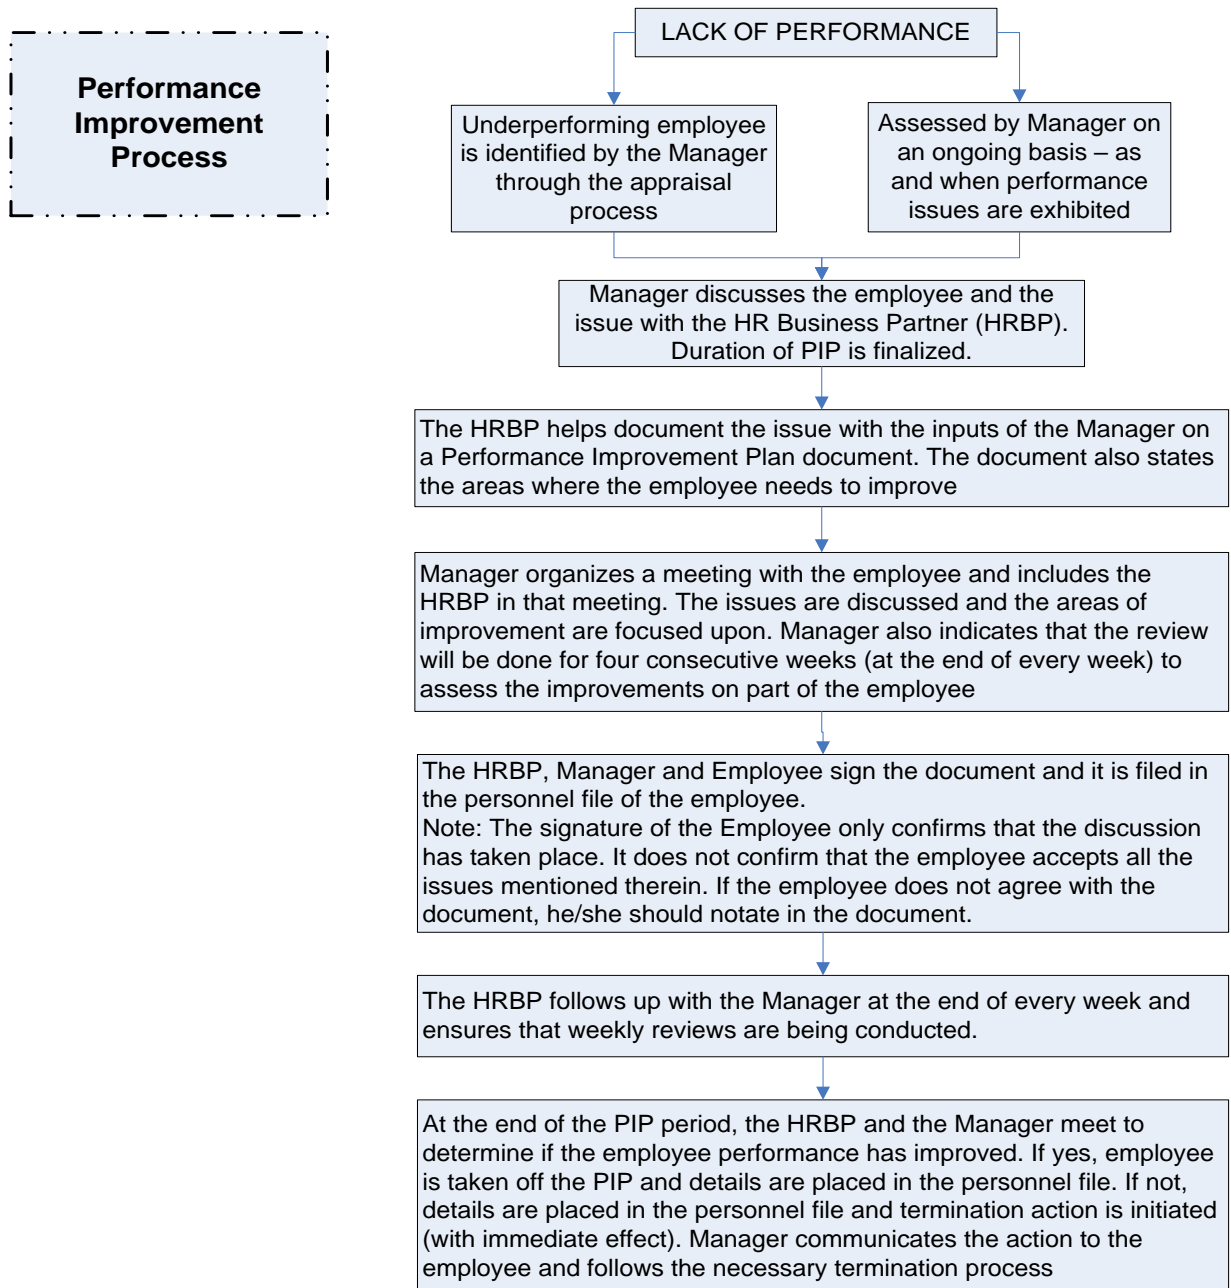 Performance
Improvement
Process
LACK OF PERFORMANCE
Underperforming employee
is identified by the Manager
through the appraisal
process
Assessed by Manager on
an ongoing basis – as
and when performance
issues are exhibited
Manager discusses the employee and the
issue with the HR Business Partner (HRBP).
Duration of PIP is finalized.
The HRBP helps document the issue with the inputs of the Manager on
a Performance Improvement Plan document. The document also states
the areas where the employee needs to improve
Manager organizes a meeting with the employee and includes the
HRBP in that meeting. The issues are discussed and the areas of
improvement are focused upon. Manager also indicates that the review
will be done for four consecutive weeks (at the end of every week) to
assess the improvements on part of the employee
The HRBP, Manager and Employee sign the document and it is filed in
the personnel file of the employee.
Note: The signature of the Employee only confirms that the discussion
has taken place. It does not confirm that the employee accepts all the
issues mentioned therein. If the employee does not agree with the
document, he/she should notate in the document.
The HRBP follows up with the Manager at the end of every week and
ensures that weekly reviews are being conducted.
At the end of the PIP period, the HRBP and the Manager meet to
determine if the employee performance has improved. If yes, employee
is taken off the PIP and details are placed in the personnel file. If not,
details are placed in the personnel file and termination action is initiated
(with immediate effect). Manager communicates the action to the
employee and follows the necessary termination process